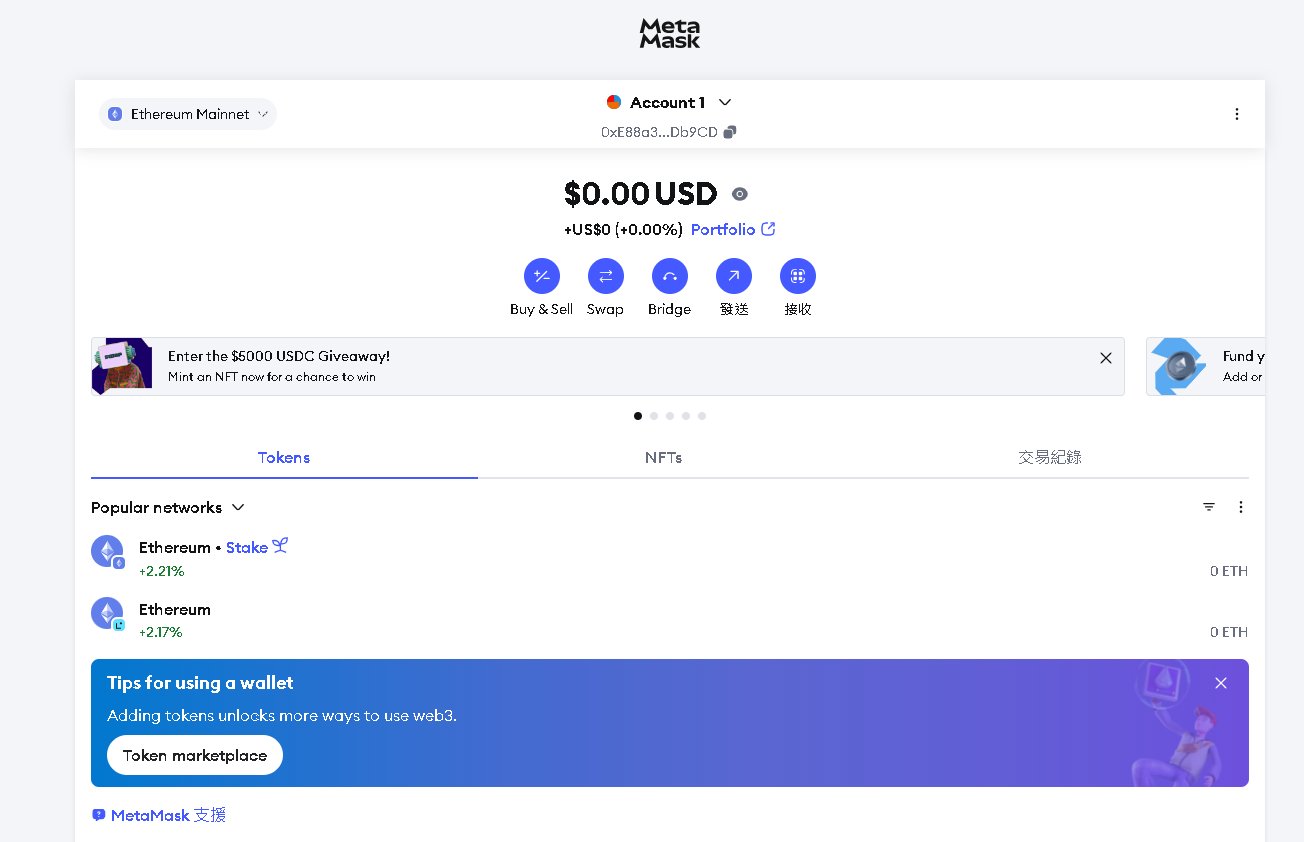 Meta
Mask
Ethereum Mainnet
Account 1
0xE88a3...Db9CD
$0.00 USD
+US$0 (+0.00%) Portfolio
Buy & Sell Swap Bridge 發送 接收
Enter the $5000 USDC Giveaway!
Mint an NFT now for a chance to win
Fund y
Add or
Tokens NFTs 交易紀錄
Popular networks
Ethereum • Stake
+2.21% 0 ETH
Ethereum
+2.17% 0 ETH
Tips for using a wallet
Adding tokens unlocks more ways to use web3.
Token marketplace
MetaMask 支援